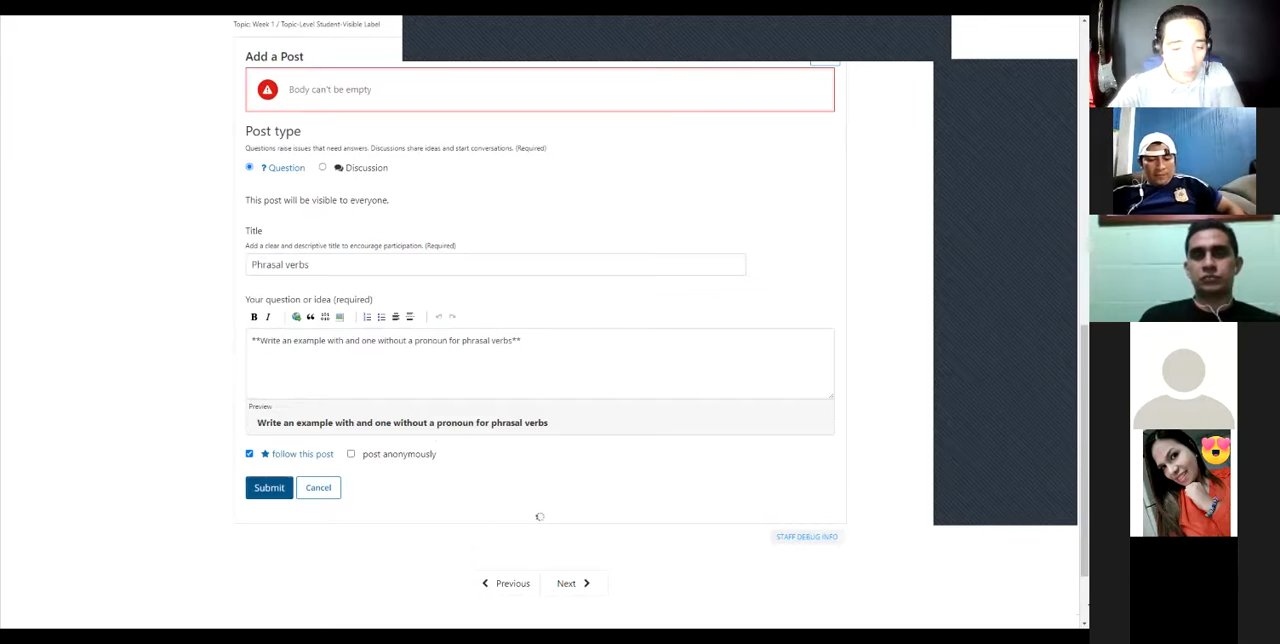 Topic: Week 1 / Topic-Level Student-Visible Label
Add a Post
Body can't be empty
Post type
Questions raise issues that need answers. Discussions share ideas and start conversations. (Required)
? Question
Discussion
This post will be visible to everyone.
Title
Add a clear and descriptive title to encourage participation. (Required)
Phrasal verbs
Your question or idea (required)
B I
**Write an example with and one without a pronoun for phrasal verbs**
Preview
Write an example with and one without a pronoun for phrasal verbs
follow this post
post anonymously
Submit
Cancel
STAFF DEBUG INFO
Previous
Next